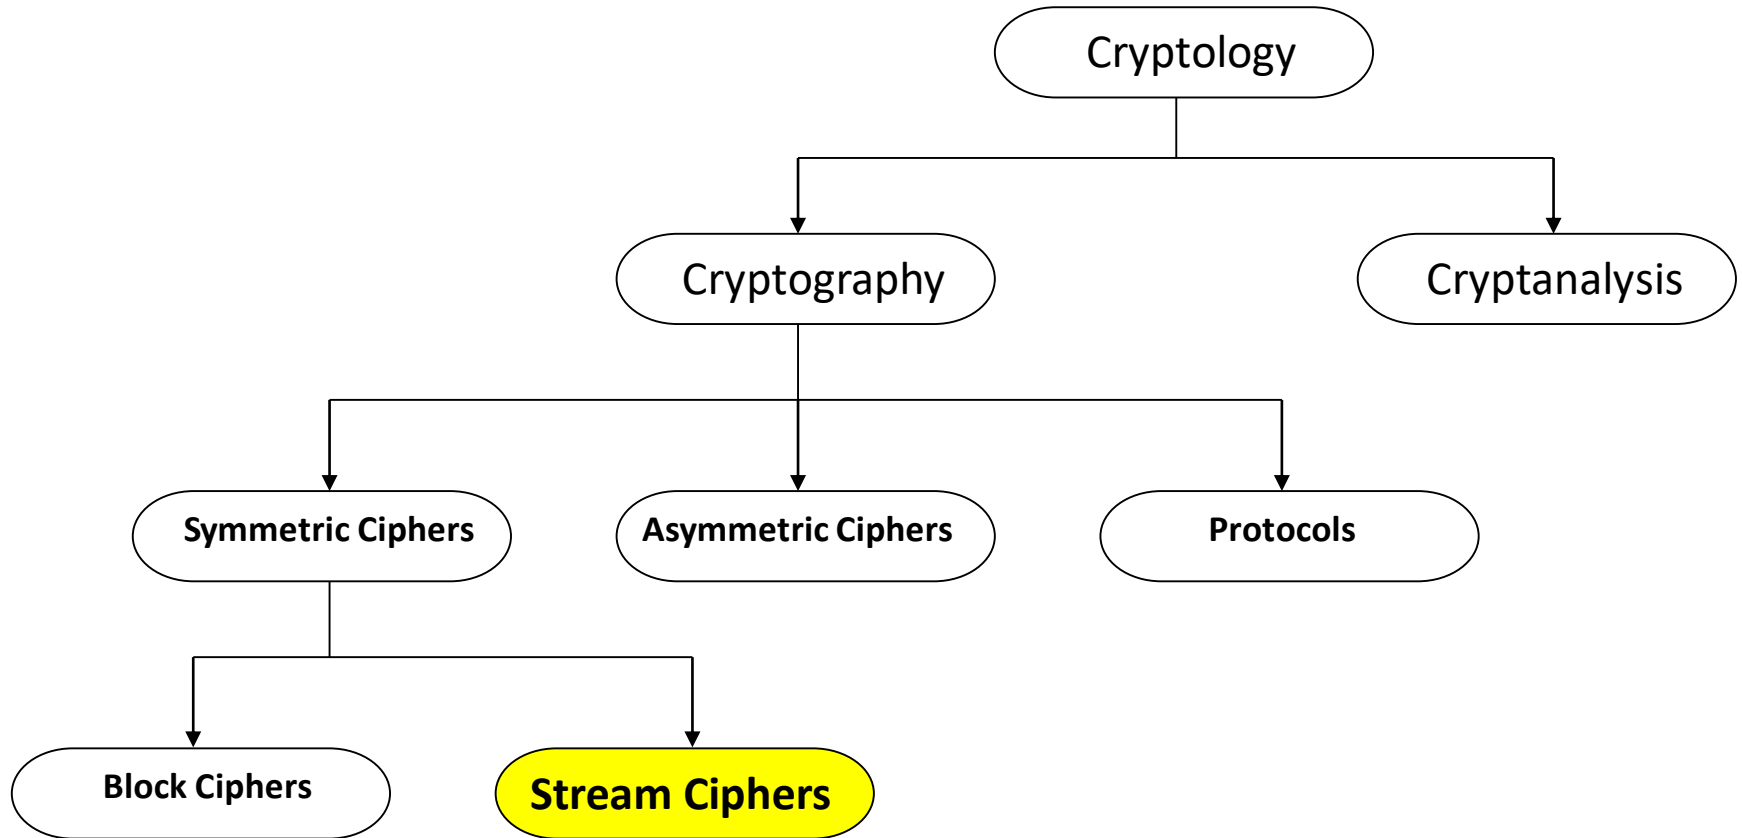 Cryptology
Cryptography
Cryptanalysis
Symmetric Ciphers
Asymmetric Ciphers
Protocols
Block Ciphers
Stream Ciphers